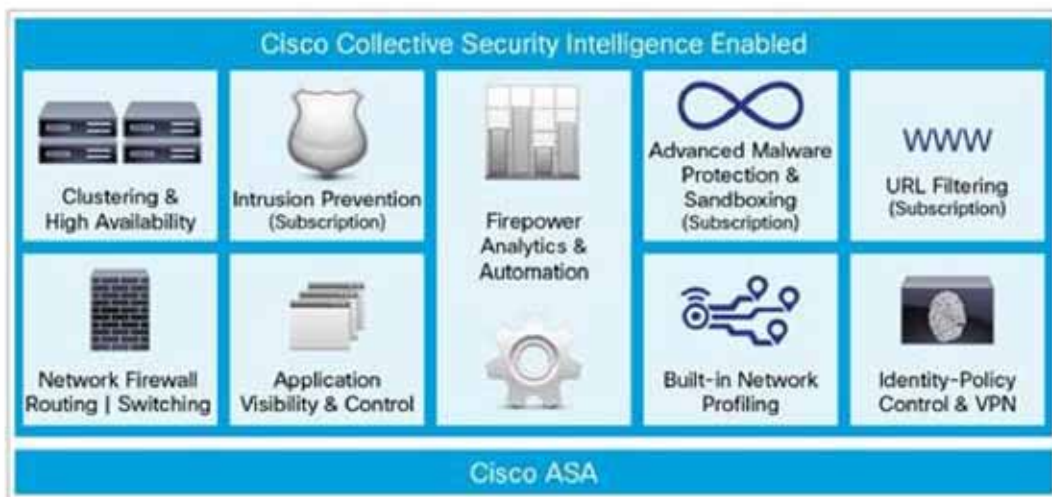 Cisco Collective Security Intelligence Enabled
Clustering &
High Availability
Intrusion Prevention
(Subscription)
Firepower
Analytics &
Automation
Advanced Malware
Protection &
Sandboxing
(Subscription)
WWW
URL Filtering
(Subscription)
Network Firewall
Routing | Switching
Application
Visibility & Control
Built-in Network
Profiling
Identity-Policy
Control & VPN
Cisco ASA